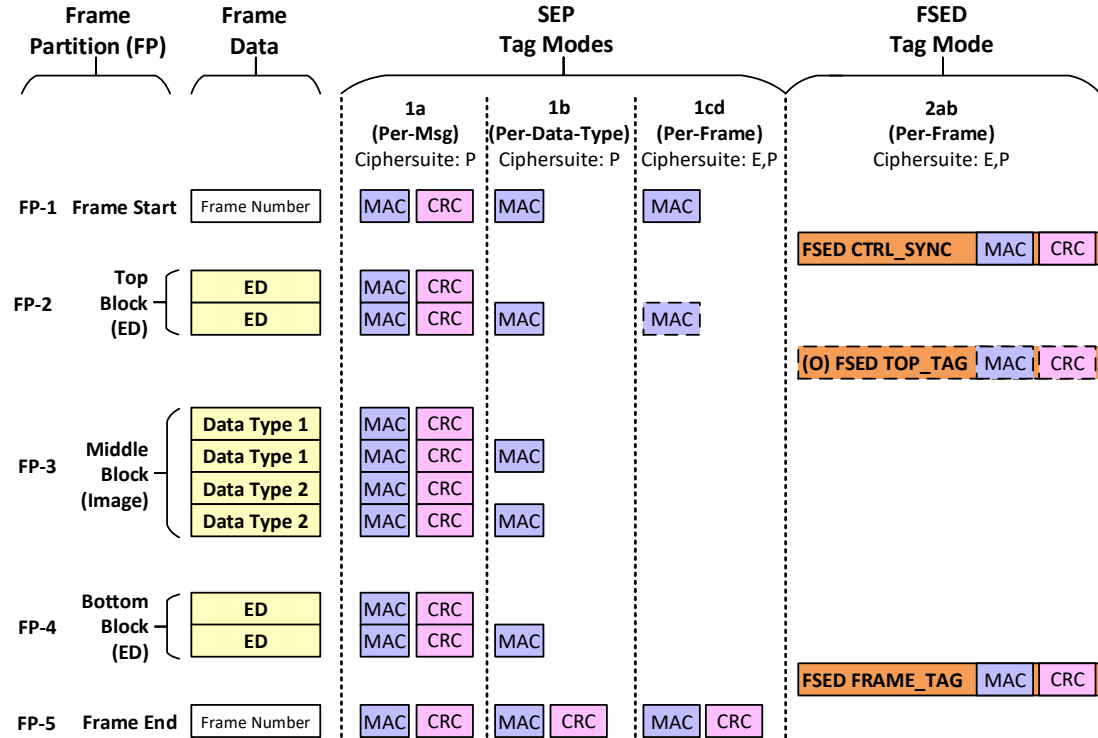 Frame
Partition (FP)
Frame
Data
SEP
Tag Modes
FSED
Tag Mode
1a
(Per-Msg)
Ciphersuite: P
1b
(Per-Data-Type)
Ciphersuite: P
1cd
(Per-Frame)
Ciphersuite: E,P
2ab
(Per-Frame)
Ciphersuite: E,P
FP-1 Frame Start Frame Number MAC CRC MAC MAC
FSED CTRL_SYNC MAC CRC
FP-2
Top
Block
(ED)
ED MAC CRC
ED MAC CRC MAC MAC
(O) FSED TOP_TAG MAC CRC
FP-3
Middle
Block
(Image)
Data Type 1 MAC CRC
Data Type 1 MAC CRC MAC
Data Type 2 MAC CRC
Data Type 2 MAC CRC MAC
FP-4
Bottom
Block
(ED)
ED MAC CRC
ED MAC CRC MAC
FSED FRAME_TAG MAC CRC
FP-5 Frame End Frame Number MAC CRC MAC CRC MAC CRC